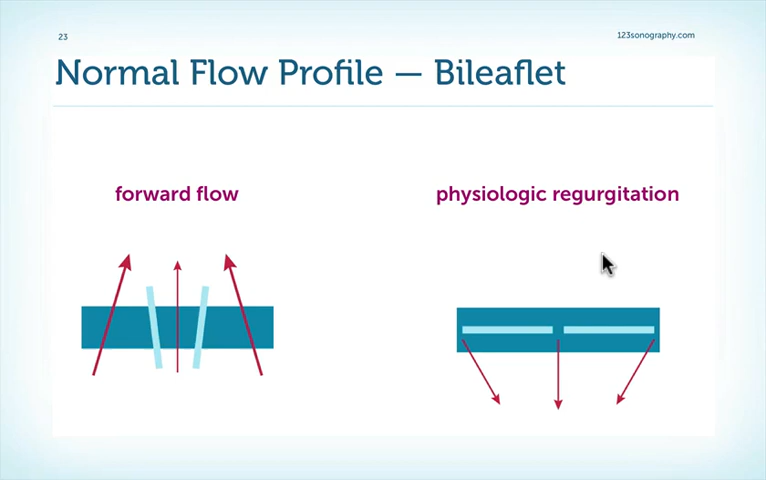 23
123sonography.com
Normal Flow Profile — Bileaflet
forward flow
physiologic regurgitation